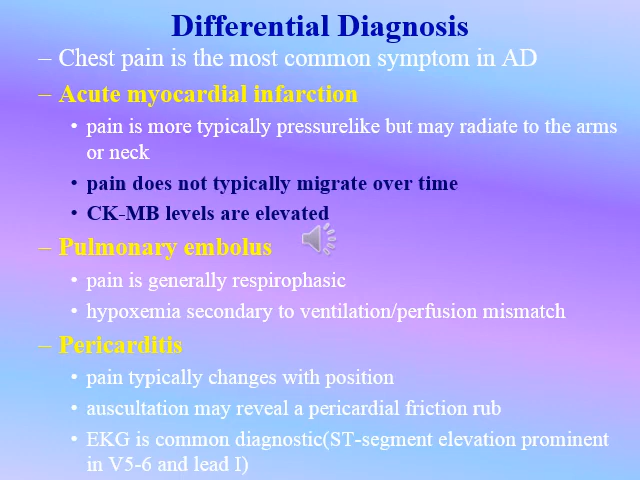 Differential Diagnosis
– Chest pain is the most common symptom in AD
– Acute myocardial infarction
• pain is more typically pressurelike but may radiate to the arms
or neck
• pain does not typically migrate over time
• CK-MB levels are elevated
– Pulmonary embolus
• pain is generally respirophasic
• hypoxemia secondary to ventilation/perfusion mismatch
– Pericarditis
• pain typically changes with position
• auscultation may reveal a pericardial friction rub
• EKG is common diagnostic(ST-segment elevation prominent
in V5-6 and lead I)